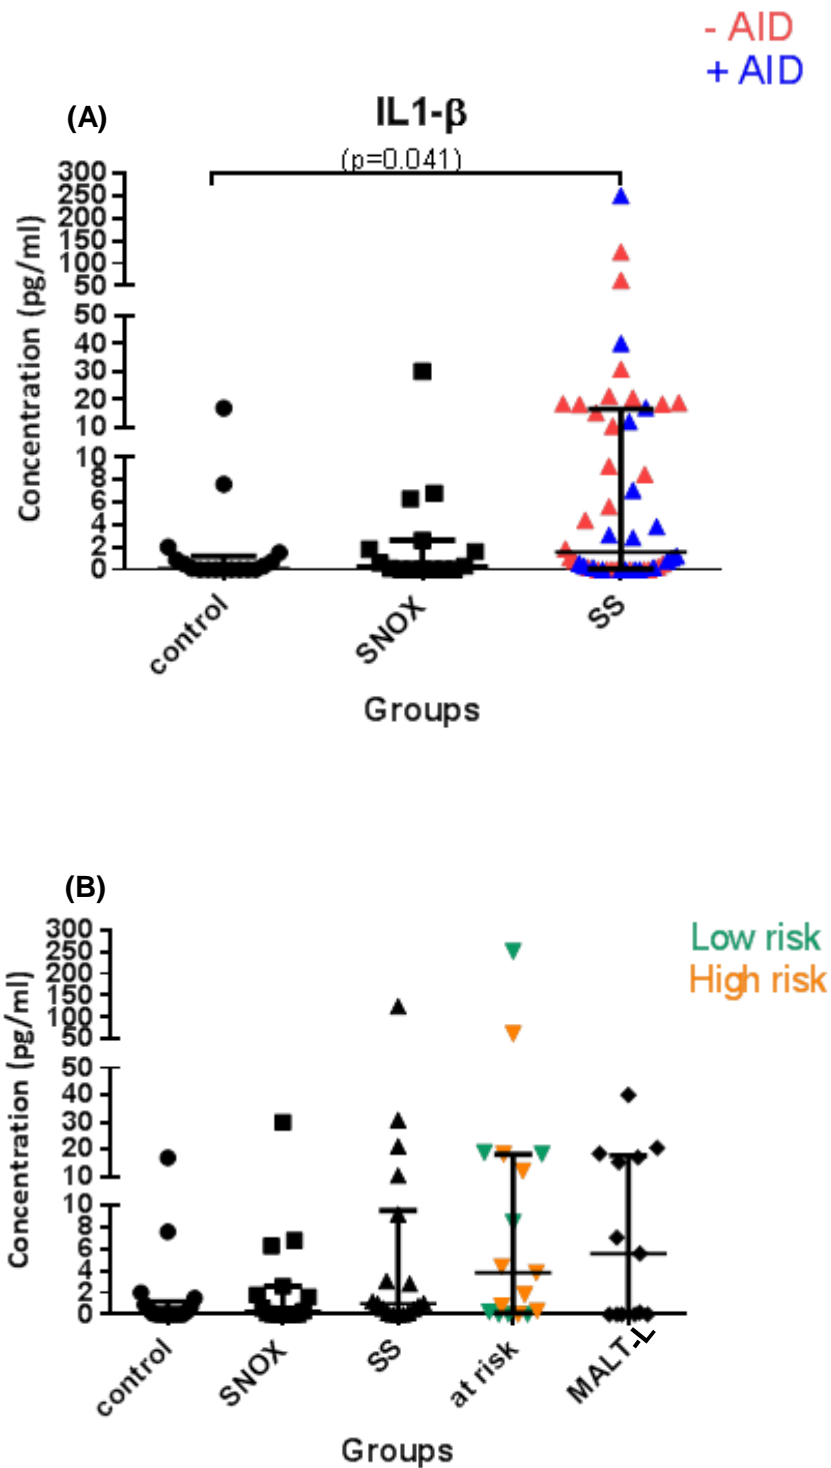 - AID
+ AID
(A)
IL1-β
(p=0.041)
300
250
200
150
100
50
50
40
30
20
10
10
8
6
4
2
0
Concentration (pg/ml)
control
SNOX
SS
Groups
(B)
Low risk
High risk
300
250
200
150
100
50
50
40
30
20
10
10
8
6
4
2
0
Concentration (pg/ml)
control
SNOX
SS
at risk
MALT-L
Groups